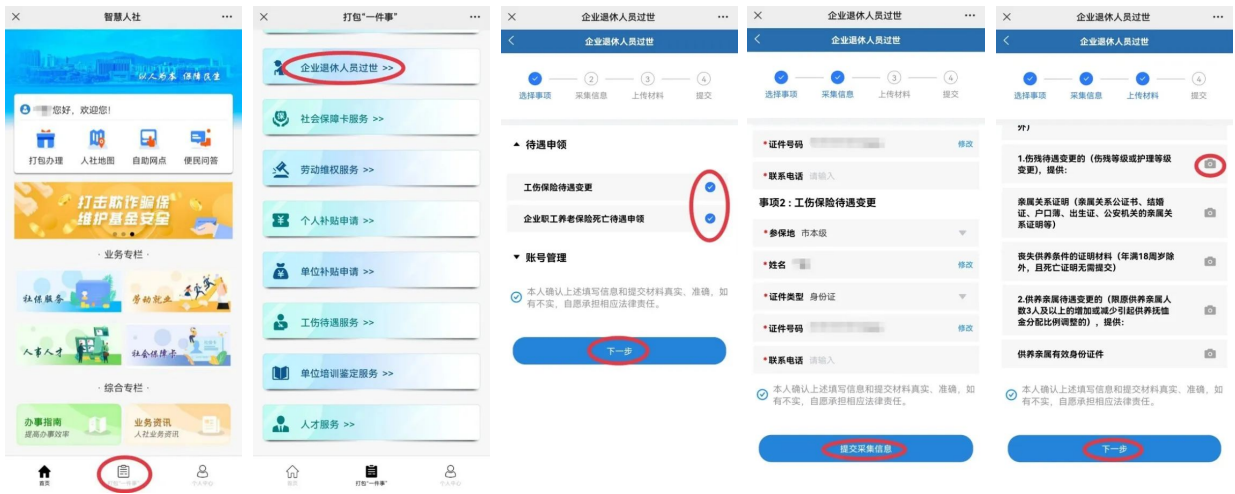 智慧人社
以人为本 保障民生
您好，欢迎您!
打包办理
人社地图
自助网点
便民问答
打击欺诈骗保
维护基金安全
· 业务专栏 ·
社保服务
劳动就业
人事人才
社会保障卡
· 综合专栏 ·
办事指南
提高办事效率
业务资讯
人社业务资讯
首页
打包"一件事"
个人中心
打包"一件事"
企业退休人员过世 >>
社会保障卡服务 >>
劳动维权服务 >>
个人补贴申请 >>
单位补贴申请 >>
工伤待遇服务 >>
单位培训鉴定服务 >>
人才服务 >>
首页
打包"一件事"
个人中心
企业退休人员过世
企业退休人员过世
2
3
4
选择事项
采集信息
上传材料
提交
待遇申领
工伤保险待遇变更
企业职工养老保险死亡待遇申领
账号管理
本人确认上述填写信息和提交材料真实、准确，如
有不实，自愿承担相应法律责任。
下一步
企业退休人员过世
企业退休人员过世
3
4
选择事项
采集信息
上传材料
提交
*证件号码
修改
*联系电话 请输入
事项2：工伤保险待遇变更
*参保地 市本级
*姓名
修改
*证件类型 身份证
*证件号码
修改
*联系电话 请输入
本人确认上述填写信息和提交材料真实、准确，如
有不实，自愿承担相应法律责任。
提交采集信息
企业退休人员过世
企业退休人员过世
4
选择事项
采集信息
上传材料
提交
外）
1.伤残待遇变更的（伤残等级或护理等级
变更），提供:
亲属关系证明（亲属关系公证书、结婚
证、户口薄、出生证、公安机关的亲属关
系证明等）
丧失供养条件的证明材料（年满18周岁除
外，且死亡证明无需提交）
2.供养亲属待遇变更的（限原供养亲属人
数3人及以上的增加或减少引起供养抚恤
金分配比例调整的），提供:
供养亲属有效身份证件
本人确认上述填写信息和提交材料真实、准确，如
有不实，自愿承担相应法律责任。
下一步